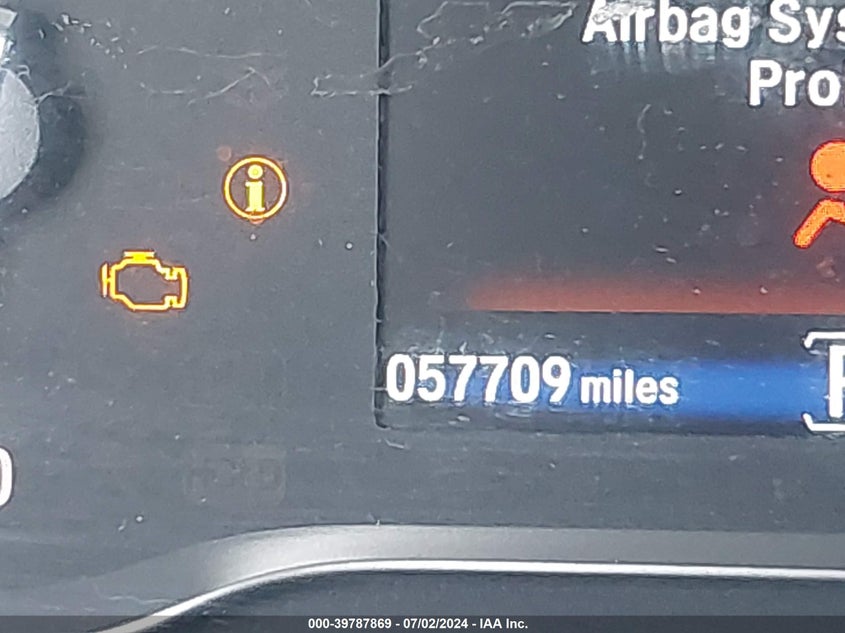 Airbag Sys
Pro
057709 miles
000-39787869 - 07/02/2024 - IAA Inc.